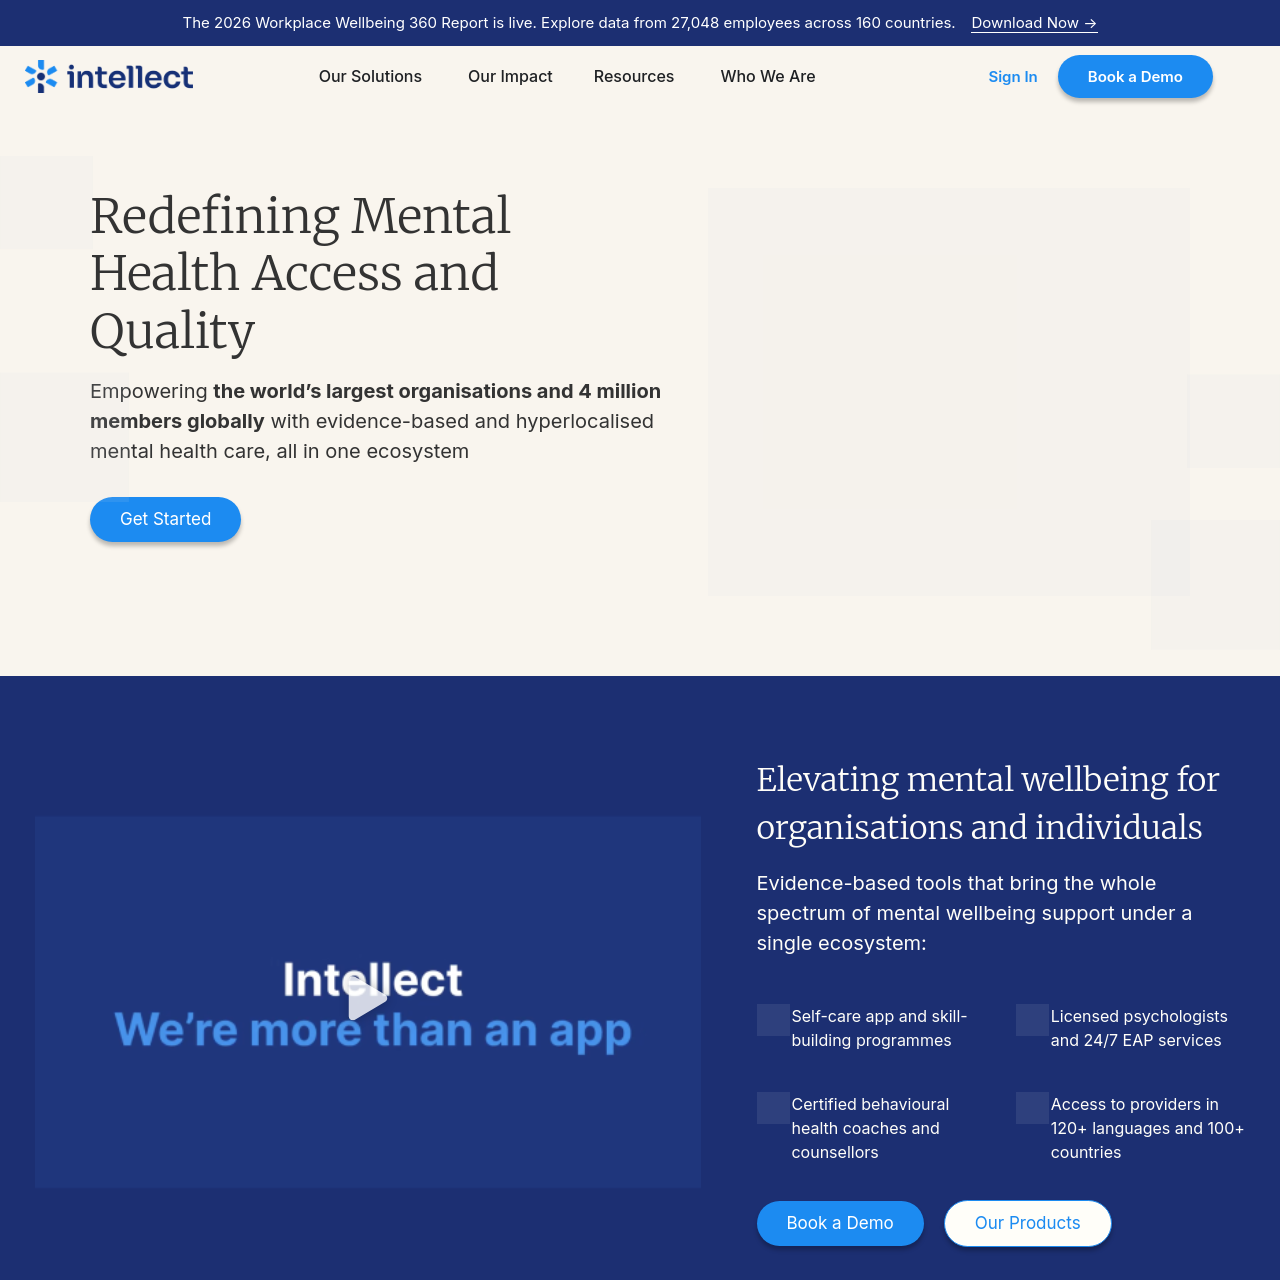 The 2026 Workplace Wellbeing 360 Report is live. Explore data from 27,048 employees across 160 countries. Download Now →
intellect
Our Solutions
Our Impact
Resources
Who We Are
Sign In
Book a Demo
Redefining Mental
Health Access and
Quality
Empowering the world’s largest organisations and 4 million
members globally with evidence-based and hyperlocalised
mental health care, all in one ecosystem
Get Started
Intellect
We’re more than an app
Elevating mental wellbeing for
organisations and individuals
Evidence-based tools that bring the whole
spectrum of mental wellbeing support under a
single ecosystem:
Self-care app and skill-
building programmes
Licensed psychologists
and 24/7 EAP services
Certified behavioural
health coaches and
counsellors
Access to providers in
120+ languages and 100+
countries
Book a Demo
Our Products